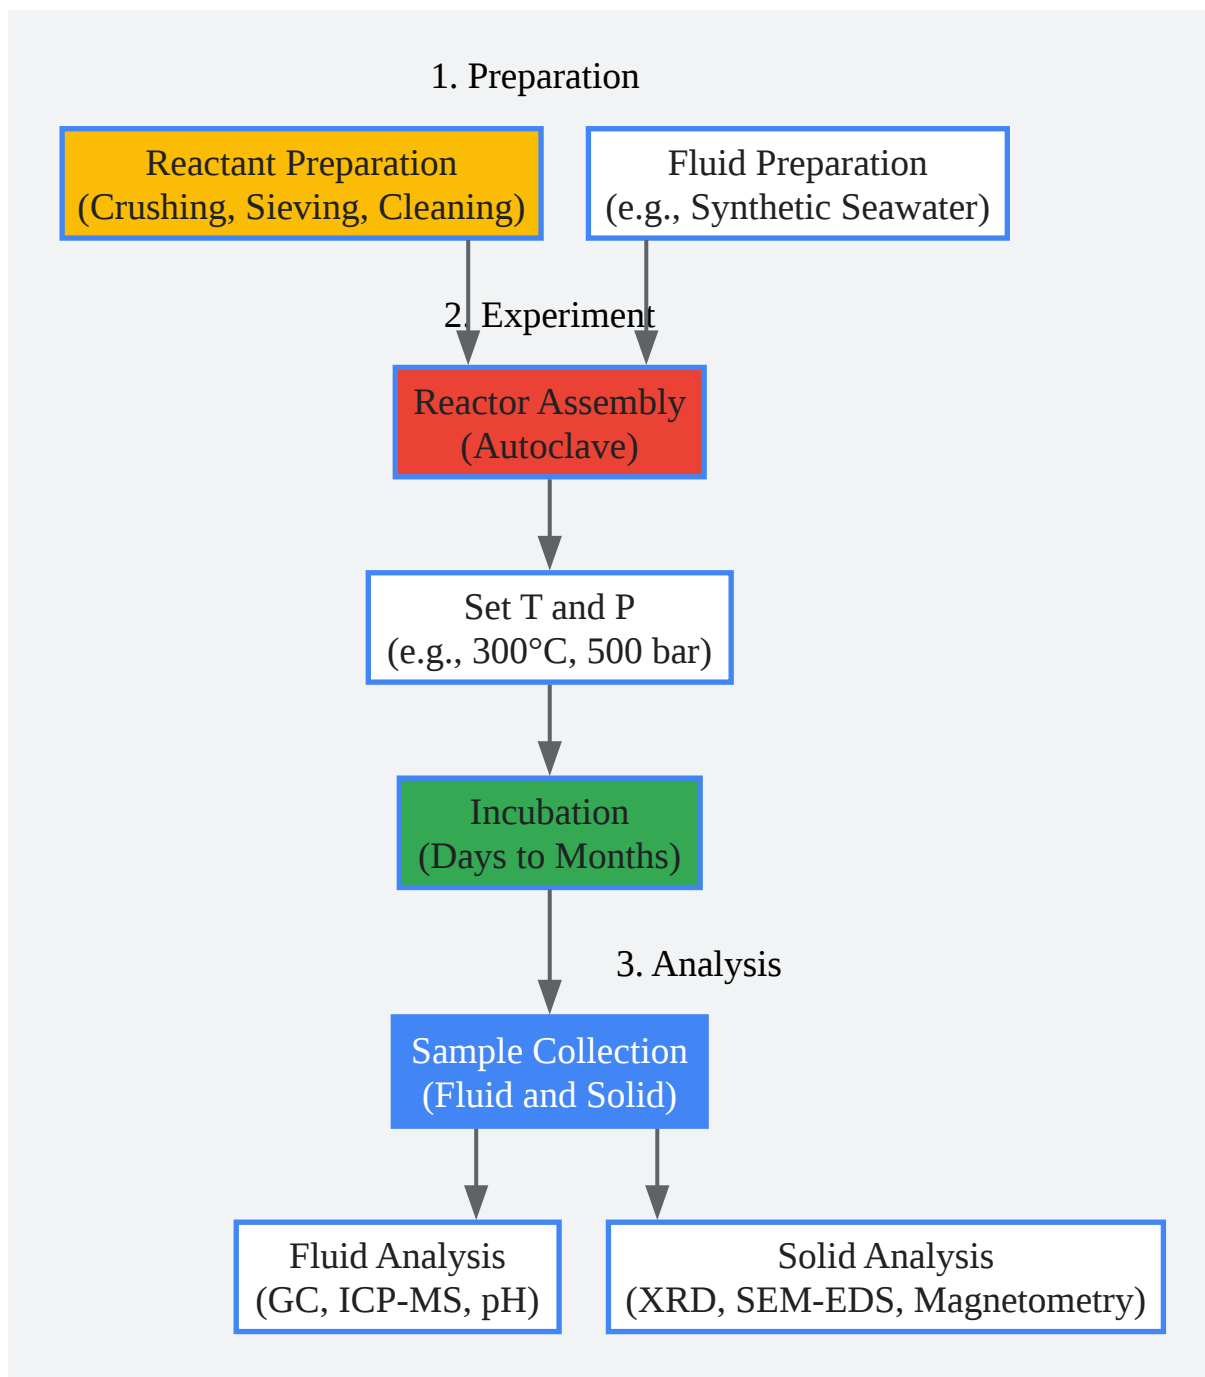 1. Preparation
Reactant Preparation
(Crushing, Sieving, Cleaning)
Fluid Preparation
(e.g., Synthetic Seawater)
2. Experiment
Reactor Assembly
(Autoclave)
Set T and P
(e.g., 300°C, 500 bar)
Incubation
(Days to Months)
3. Analysis
Sample Collection
(Fluid and Solid)
Fluid Analysis
(GC, ICP-MS, pH)
Solid Analysis
(XRD, SEM-EDS, Magnetometry)